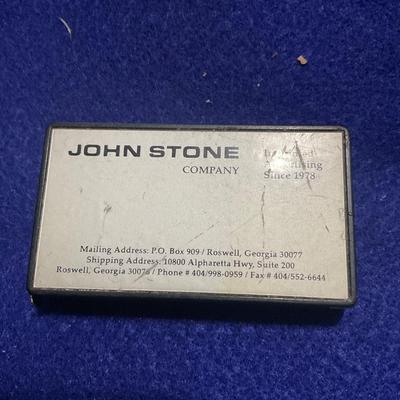 JOHN STONE
COMPANY
Since 1978
Mailing Address: P.O. Box 909 / Roswell, Georgia 30077
Shipping Address: 10800 Alpharetta Hwy, Suite 200
Roswell, Georgia 30076 / Phone # 404/998-0959 / Fax # 404/552-6644